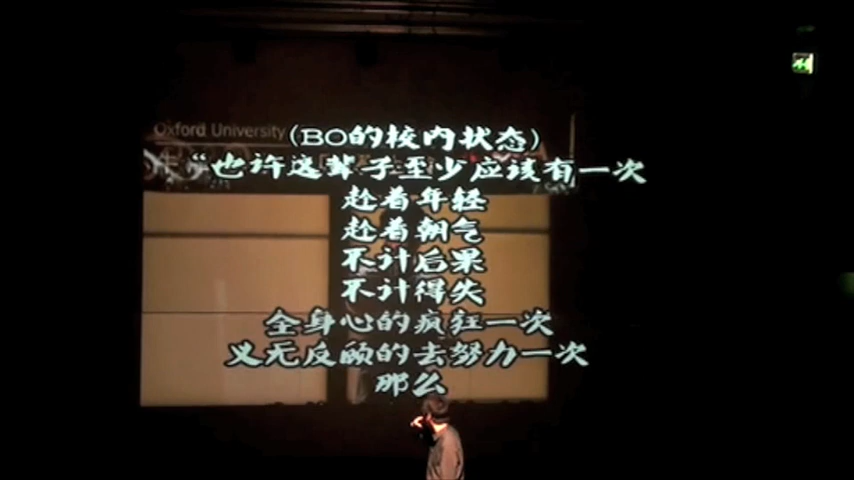 Oxford University
(BO的校内状态)
“也许这辈子至少应该有一次
趁着年轻
趁着朝气
不计后果
不计得失
全身心的疯狂一次
义无反顾的去努力一次
那么